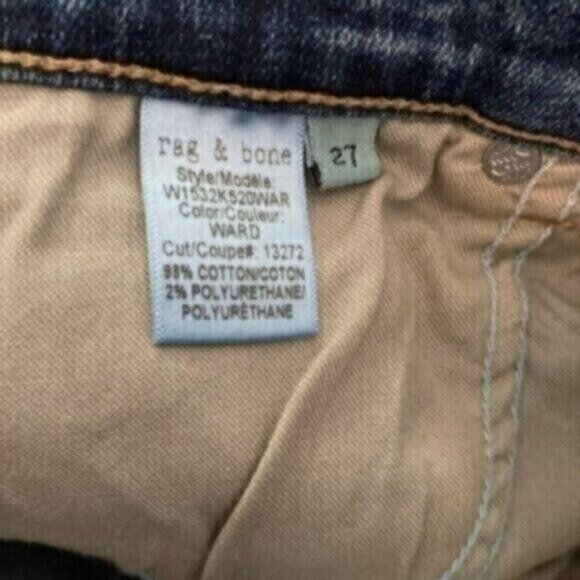 rag & bone
Style/Modèle:
W1532K520WAR
Color/Couleur:
WARD
Cut/Coupe#: 13272
98% COTTON/COTON
2% POLYURETHANE/
POLYURÉTHANE
27